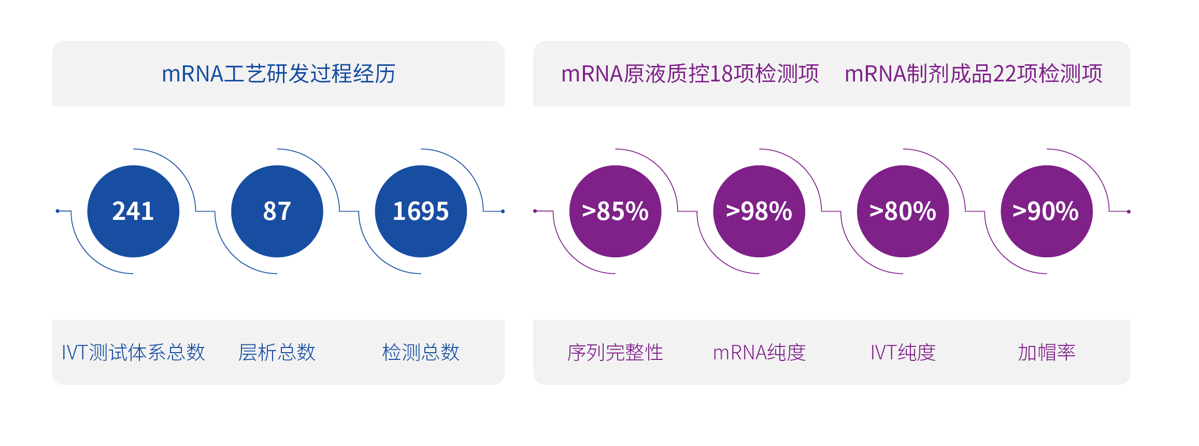 mRNA工艺研发过程经历
241
87
1695
IVT测试体系总数
层析总数
检测总数
mRNA原液质控18项检测项 mRNA制剂成品22项检测项
>85%
>98%
>80%
>90%
序列完整性
mRNA纯度
IVT纯度
加帽率